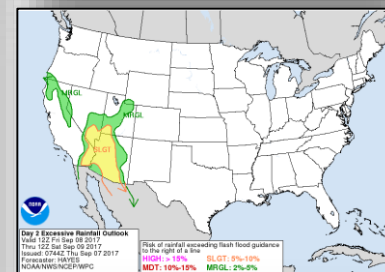 MRGL
MRGL
SLGT
NOAA
Day 2 Excessive Rainfall Outlook
Valid 12Z Fri Sep 08 2017
Thru 12Z Sat Sep 09 2017
Issued: 0744Z Thu Sep 07 2017
Forecaster: HAYES
NOAA/NWS/NCEP/WPC
Risk of rainfall exceeding flash flood guidance
to the right of a line
HIGH: > 15% SLGT: 5%-10%
MDT: 10%-15% MRGL: 2%-5%